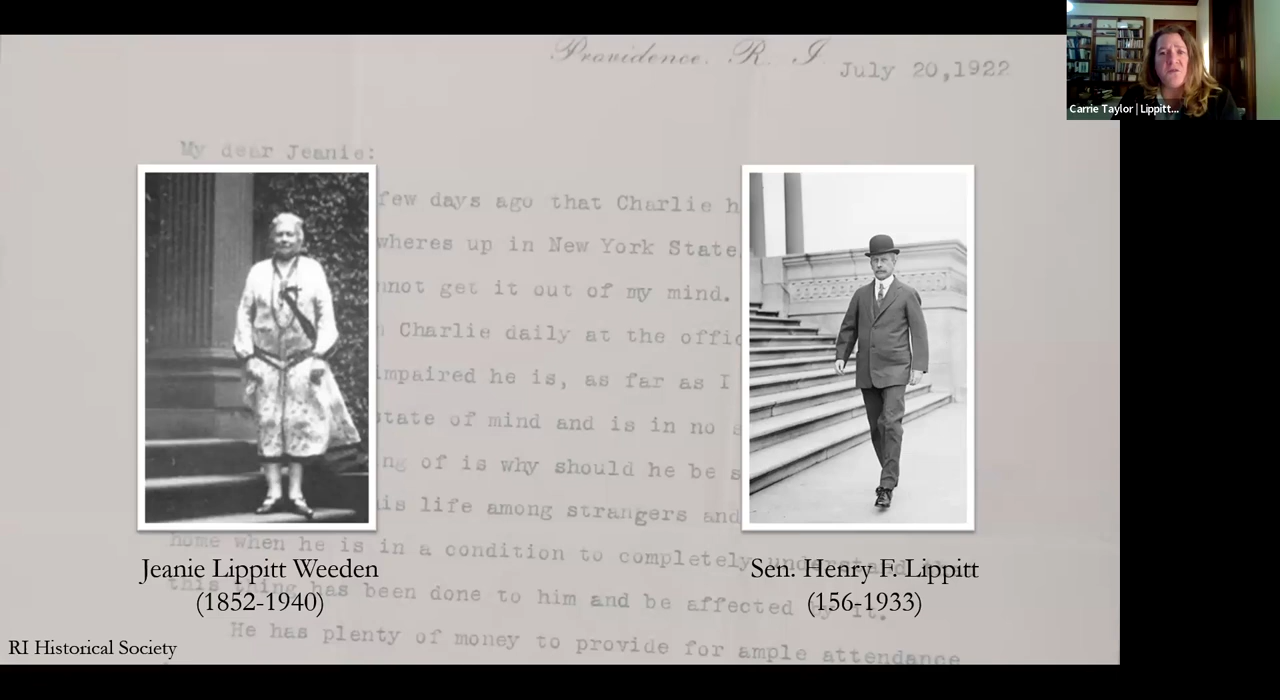 Providence, R. I.
July 20,1922
My dear Jeanie:
few days ago that Charlie h
wheres up in New York State
nnot get it out of my mind.
Charlie daily at the offic
impaired he is, as far as I
state of mind and is in no s
ng of is why should he be s
is life among strangers and
home when he is in a condition to completely understand
this thing has been done to him and be affected by it.
He has plenty of money to provide for ample attendance
Jeanie Lippitt Weeden
(1852-1940)
Sen. Henry F. Lippitt
(156-1933)
RI Historical Society
Carrie Taylor | Lippitt...